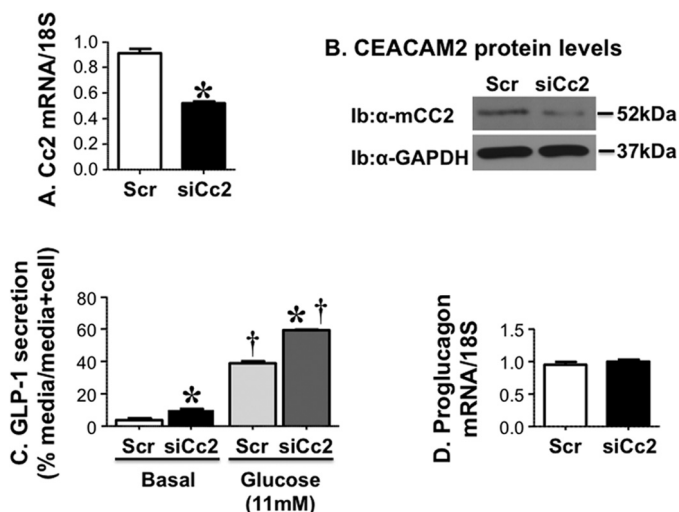 A. Cc2 mRNA/18S
1.0
0.8
0.6
0.4
0.2
0.0
*
Scr siCc2
B. CEACAM2 protein levels
Scr siCc2
Ib:α-mCC2 52kDa
Ib:α-GAPDH 37kDa
C. GLP-1 secretion
(% media/media+cell)
80
60
40
20
0
*
†
* †
Scr siCc2 Scr siCc2
Basal Glucose
(11mM)
D. Proglucagon
mRNA/18S
1.5
1.0
0.5
0.0
Scr siCc2